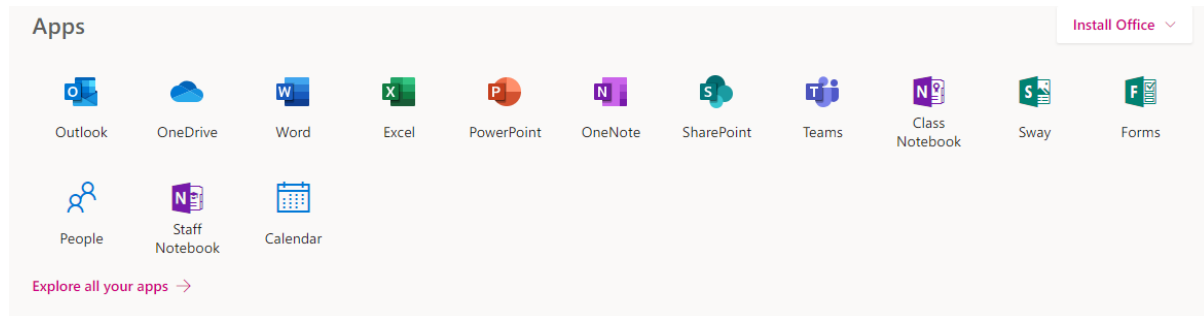 Apps
Install Office
Outlook
OneDrive
Word
Excel
PowerPoint
OneNote
SharePoint
Teams
Class
Notebook
Sway
Forms
People
Staff
Notebook
Calendar
Explore all your apps →